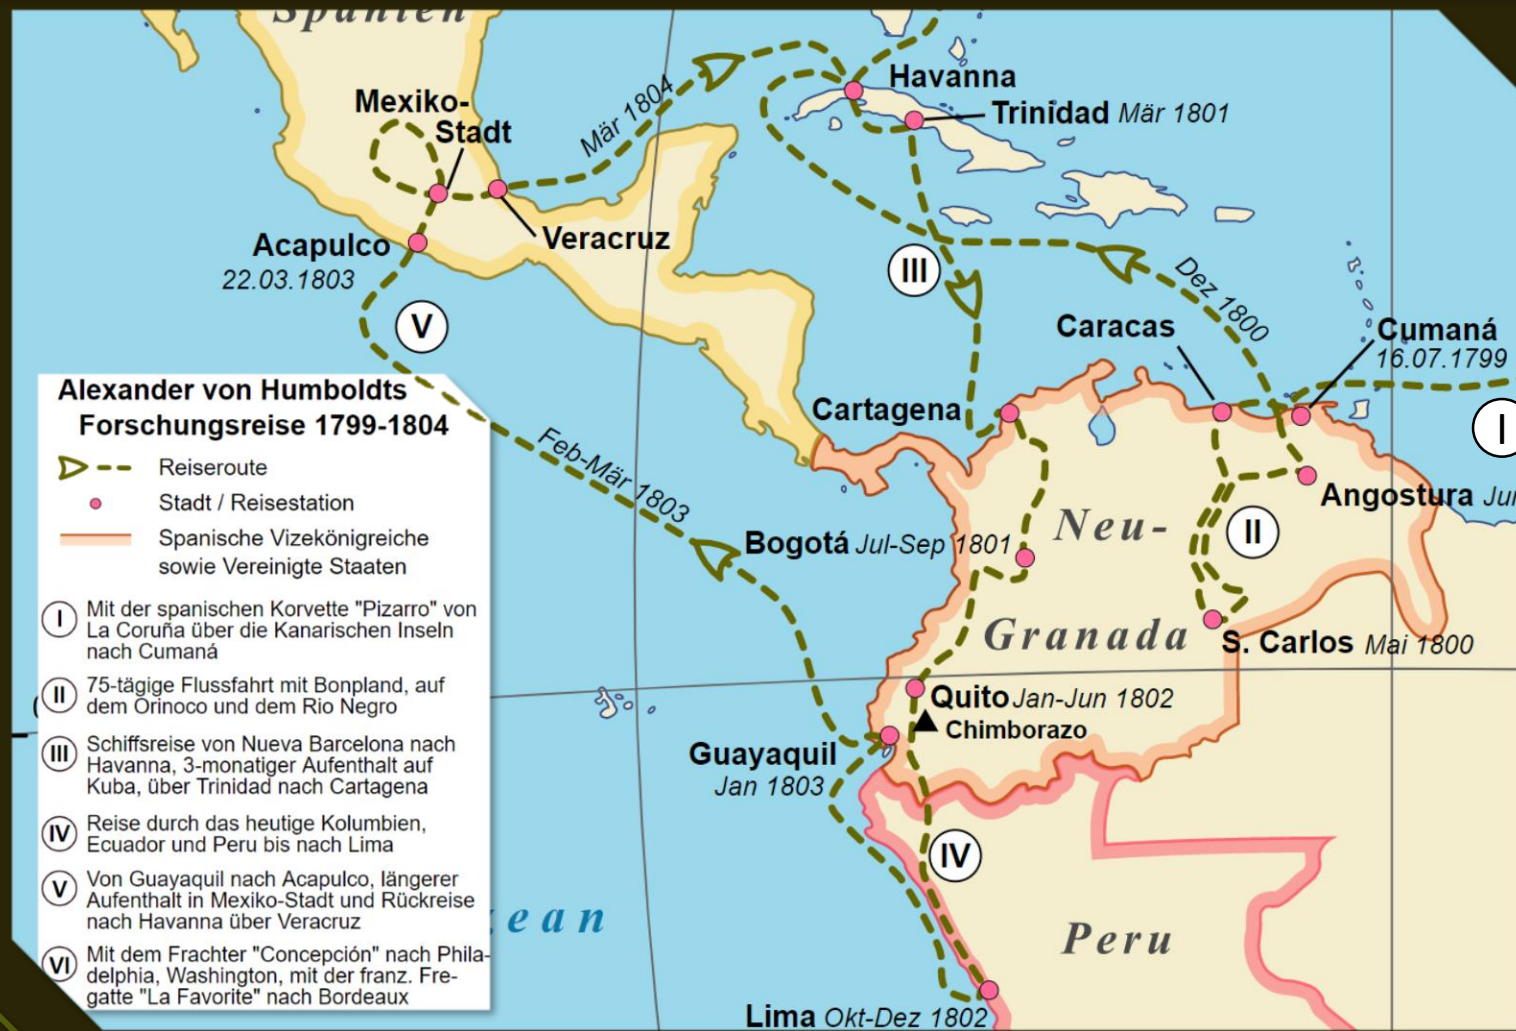 Spanien
Havanna
Mexiko-
Stadt
Mär 1804
Trinidad Mär 1801
Veracruz
Acapulco
22.03.1803
III
Dez 1800
V
Caracas
Cumaná
16.07.1799
Cartagena
I
Feb-Mär 1803
Angostura
Neu-
II
Bogotá Jul-Sep 1801
Granada
S. Carlos Mai 1800
Quito Jan-Jun 1802
Chimborazo
Guayaquil
Jan 1803
IV
Peru
Lima Okt-Dez 1802
Alexander von Humboldts
Forschungsreise 1799-1804
Reiseroute
Stadt / Reisestation
Spanische Vizekönigreiche
sowie Vereinigte Staaten
I Mit der spanischen Korvette "Pizarro" von
La Coruña über die Kanarischen Inseln
nach Cumaná
II 75-tägige Flussfahrt mit Bonpland, auf
dem Orinoco und dem Rio Negro
III Schiffsreise von Nueva Barcelona nach
Havanna, 3-monatiger Aufenthalt auf
Kuba, über Trinidad nach Cartagena
IV Reise durch das heutige Kolumbien,
Ecuador und Peru bis nach Lima
V Von Guayaquil nach Acapulco, längerer
Aufenthalt in Mexiko-Stadt und Rückreise
nach Havanna über Veracruz
VI Mit dem Frachter "Concepción" nach Phila-
delphia, Washington, mit der franz. Fre-
gatte "La Favorite" nach Bordeaux